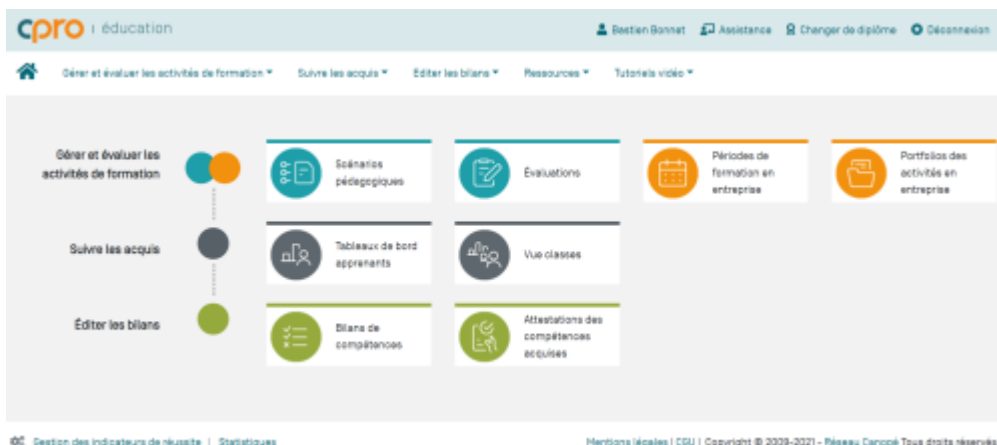 cpro | éducation
Bastien Bonnet Assistance Changer de diplôme Déconnexion
Gérer et évaluer les activités de formation Suivre les acquis Editer les bilans Ressources Tutoriels vidéo
Gérer et évaluer les
activités de formation
Scénarios
pédagogiques
Évaluations
Périodes de
formation en
entreprise
Portfolios des
activités en
entreprise
Suivre les acquis
Tableaux de bord
apprenants
Vue classes
Éditer les bilans
Bilans de
compétences
Attestations des
compétences
acquises
Gestion des indicateurs de réussite | Statistiques
Mentions légales | CGU | Copyright © 2009-2021 - Réseau Canopé Tous droits réservés